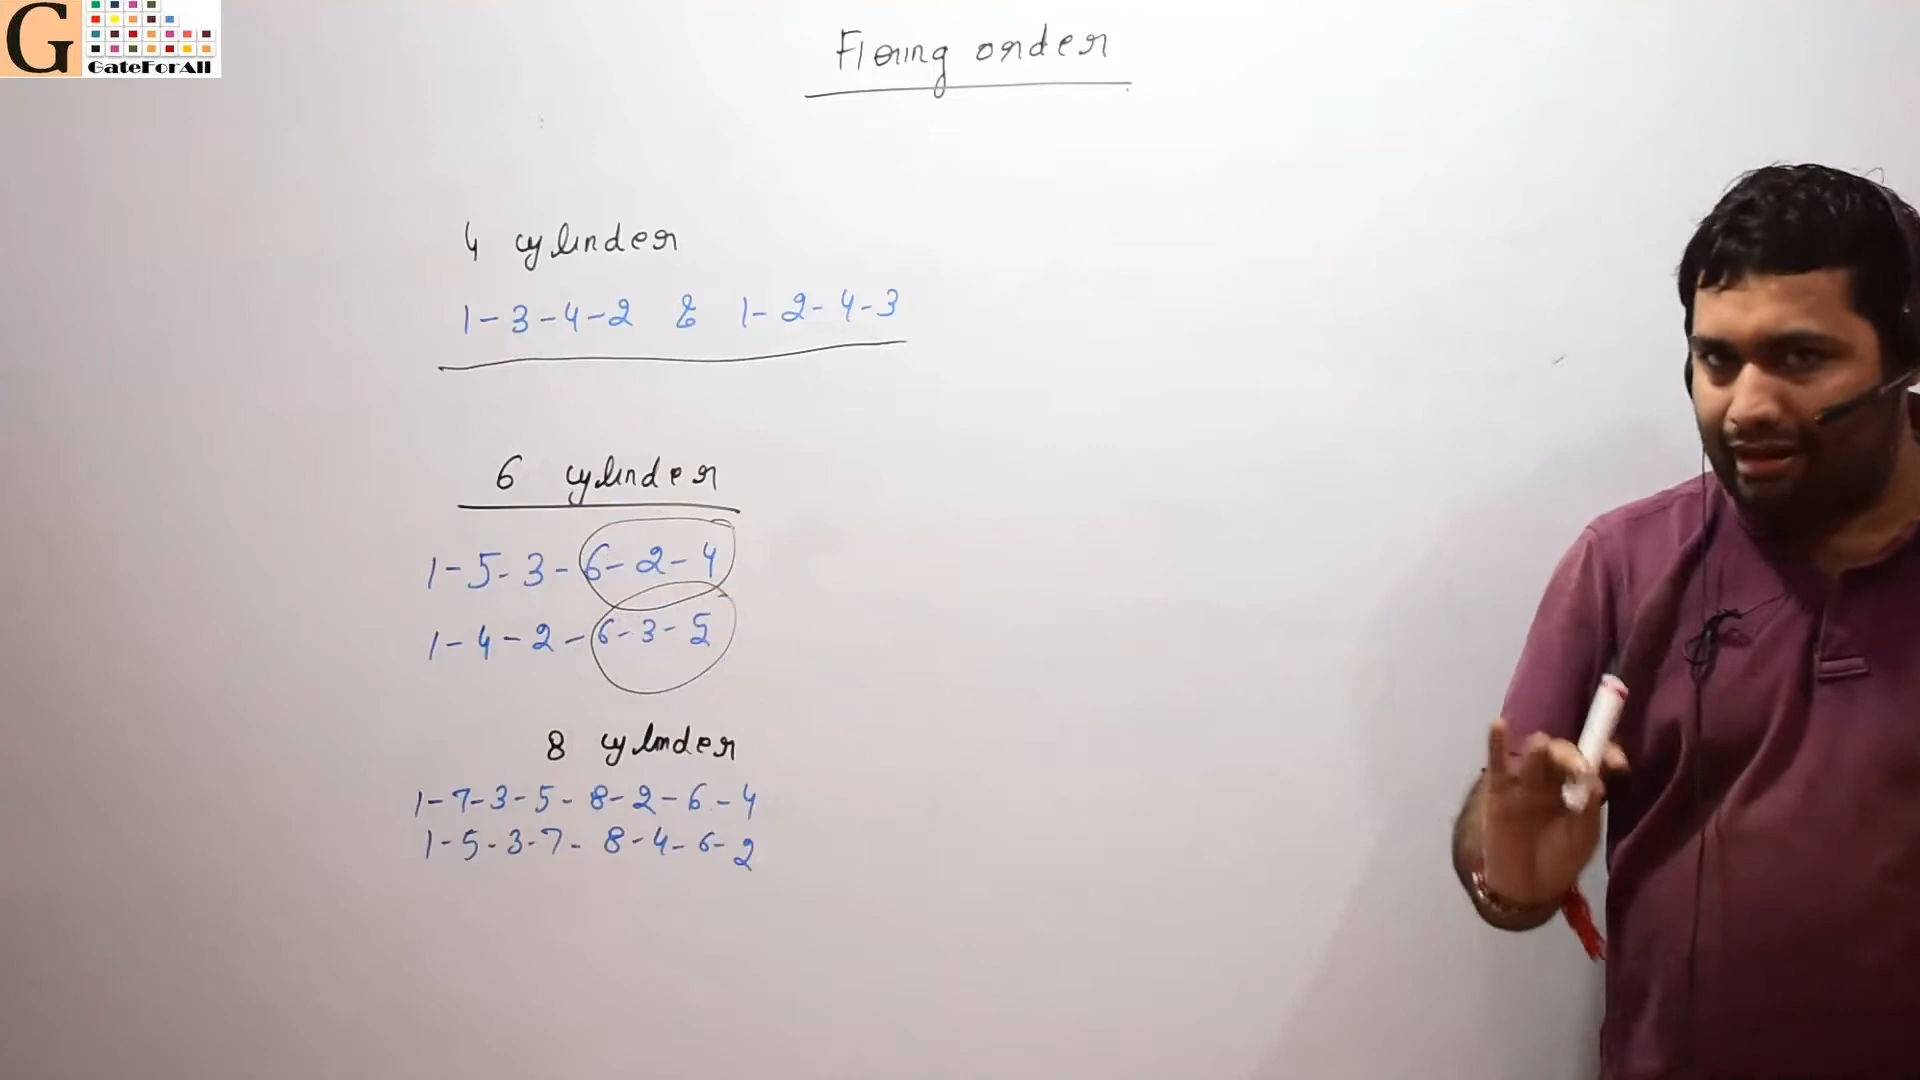 G
GateForAll
Firing order
4 cylinder
1-3-4-2 & 1-2-4-3
6 cylinder
1-5-3-6-2-4
1-4-2-6-3-5
8 cylinder
1-7-3-5-8-2-6-4
1-5-3-7-8-4-6-2